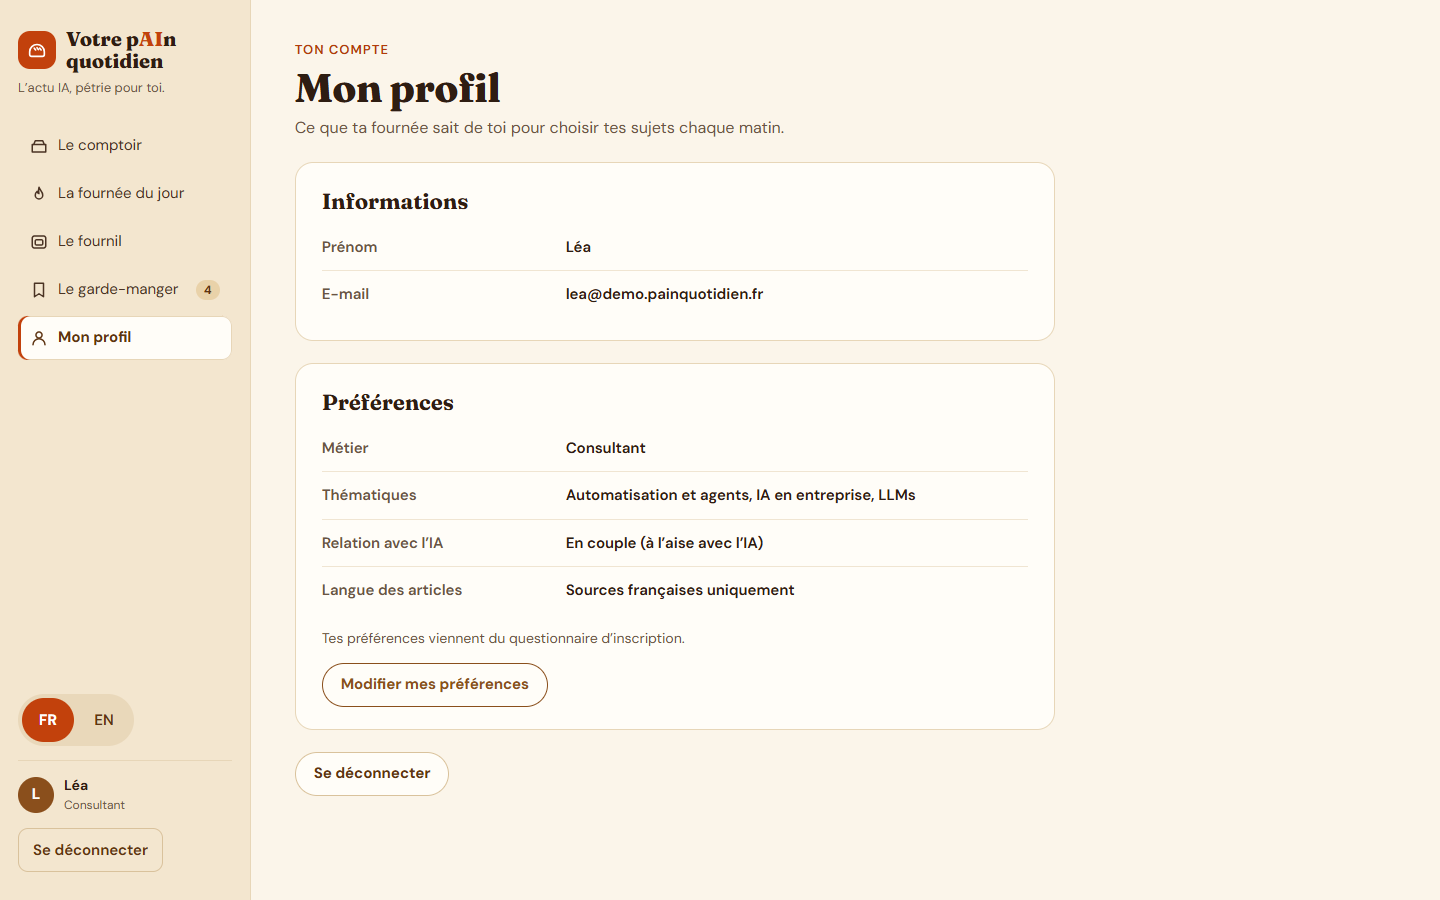 Votre pAIn
quotidien
L’actu IA, pétrie pour toi.
Le comptoir
La fournée du jour
Le fournil
Le garde-manger 4
Mon profil
FR EN
L
Léa
Consultant
Se déconnecter
TON COMPTE
Mon profil
Ce que ta fournée sait de toi pour choisir tes sujets chaque matin.
Informations
Prénom Léa
E-mail lea@demo.painquotidien.fr
Préférences
Métier Consultant
Thématiques Automatisation et agents, IA en entreprise, LLMs
Relation avec l’IA En couple (à l’aise avec l’IA)
Langue des articles Sources françaises uniquement
Tes préférences viennent du questionnaire d’inscription.
Modifier mes préférences
Se déconnecter